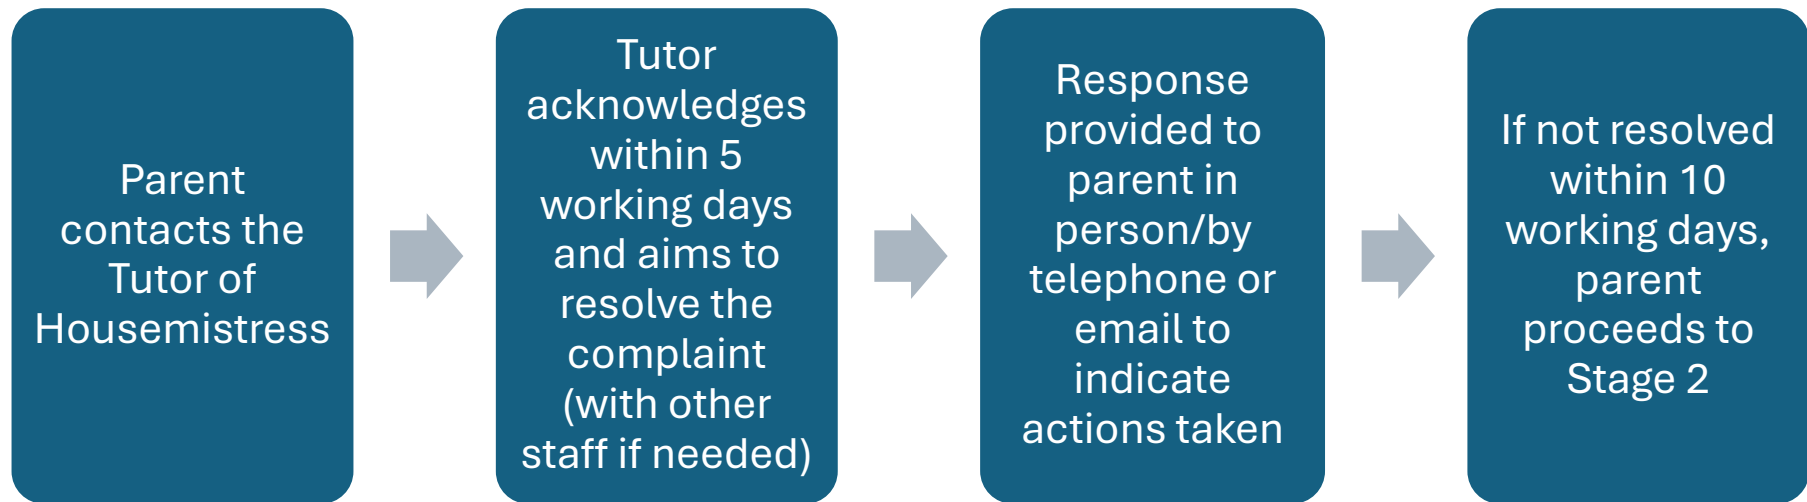 Parent
contacts the
Tutor of
Housemistress
Tutor
acknowledges
within 5
working days
and aims to
resolve the
complaint
(with other
staff if needed)
Response
provided to
parent in
person/by
telephone or
email to
indicate
actions taken
If not resolved
within 10
working days,
parent
proceeds to
Stage 2